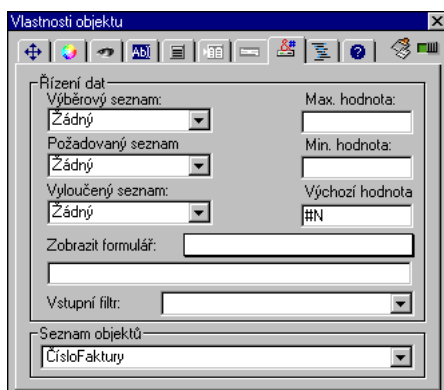 Vlastnosti objektu
Ab
&#
?
Řízení dat
Výběrový seznam:
Max. hodnota:
Žádný
Požadovaný seznam
Min. hodnota:
Žádný
Vyloučený seznam:
Výchozí hodnota
Žádný
#N
Zobrazit formulář:
Vstupní filtr:
Seznam objektů
ČísloFaktury